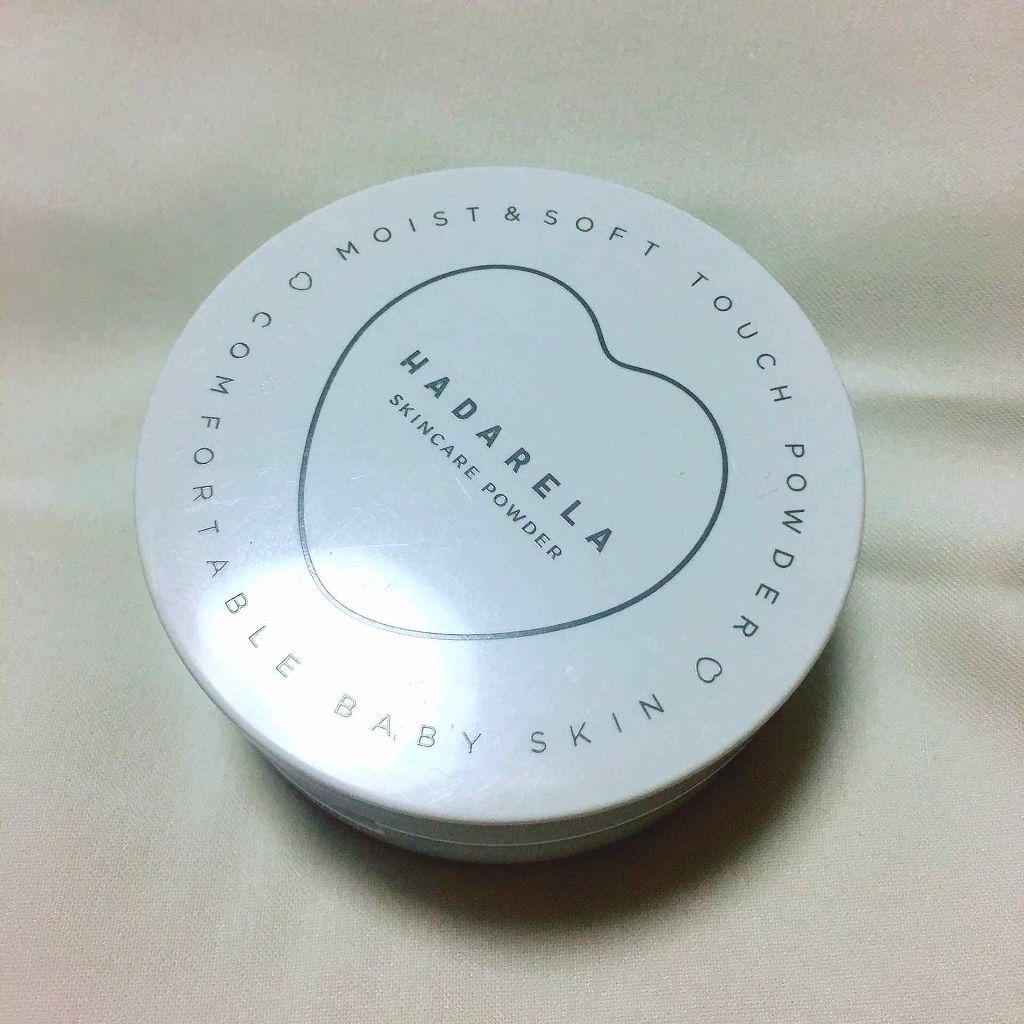 MOIST&SOFT TOUCH POWDER
COMFORTABLE BABY SKIN
HADARELA
SKINCARE POWDER